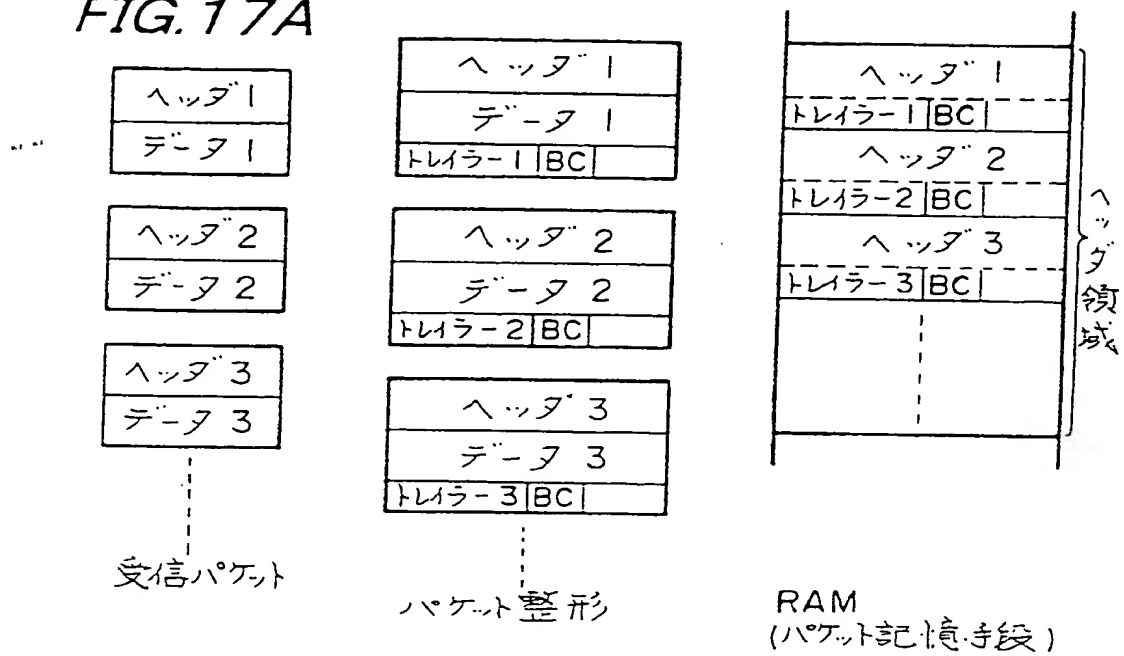 FIG. 17A
ヘッダ 1
データ 1
ヘッダ 2
データ 2
ヘッダ 3
データ 3
受信パケット
ヘッダ 1
データ 1
トレイラー 1 BC
ヘッダ 2
データ 2
トレイラー 2 BC
ヘッダ 3
データ 3
トレイラー 3 BC
パケット整形
ヘッダ 1
トレイラー 1 BC
ヘッダ 2
トレイラー 2 BC
ヘッダ 3
トレイラー 3 BC
ヘッダ領域
RAM
(パケット記憶手段)